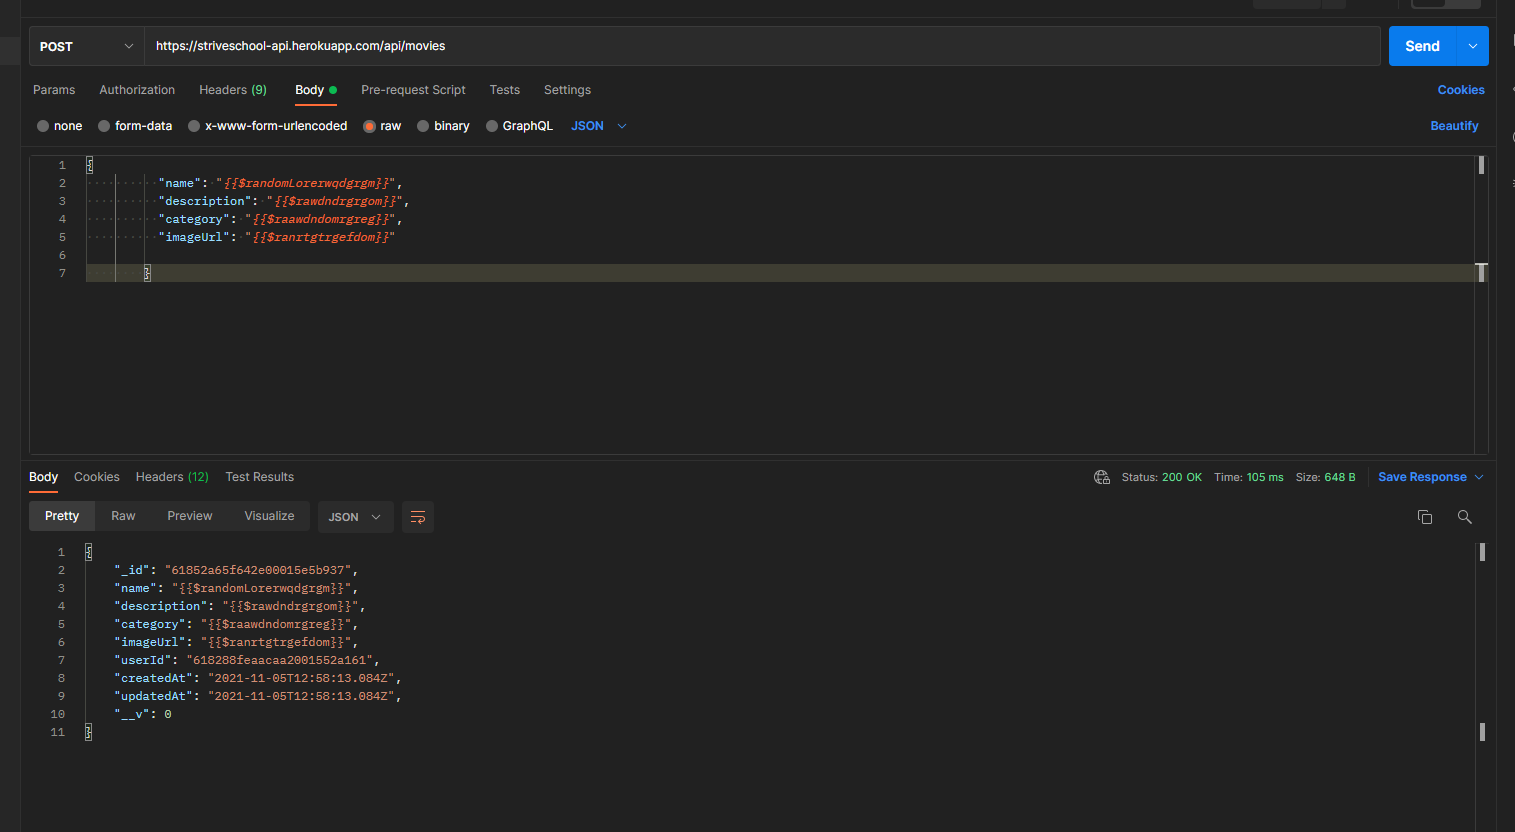 POST https://striveschool-api.herokuapp.com/api/movies Send
Params Authorization Headers (9) Body Pre-request Script Tests Settings Cookies
none form-data x-www-form-urlencoded raw binary GraphQL JSON Beautify
1 {
2 "name": "{{$randomLorerwqdgrgm}}",
3 "description": "{{$rawdndrgrgom}}",
4 "category": "{{$raawdndomrgreg}}",
5 "imageUrl": "{{$ranrtgtrgefdom}}"
6
7 }
Body Cookies Headers (12) Test Results Status: 200 OK Time: 105 ms Size: 648 B Save Response
Pretty Raw Preview Visualize JSON
1 {
2 "_id": "61852a65f642e00015e5b937",
3 "name": "{{$randomLorerwqdgrgm}}",
4 "description": "{{$rawdndrgrgom}}",
5 "category": "{{$raawdndomrgreg}}",
6 "imageUrl": "{{$ranrtgtrgefdom}}",
7 "userId": "618288feaacaa2001552a161",
8 "createdAt": "2021-11-05T12:58:13.084Z",
9 "updatedAt": "2021-11-05T12:58:13.084Z",
10 "__v": 0
11 }